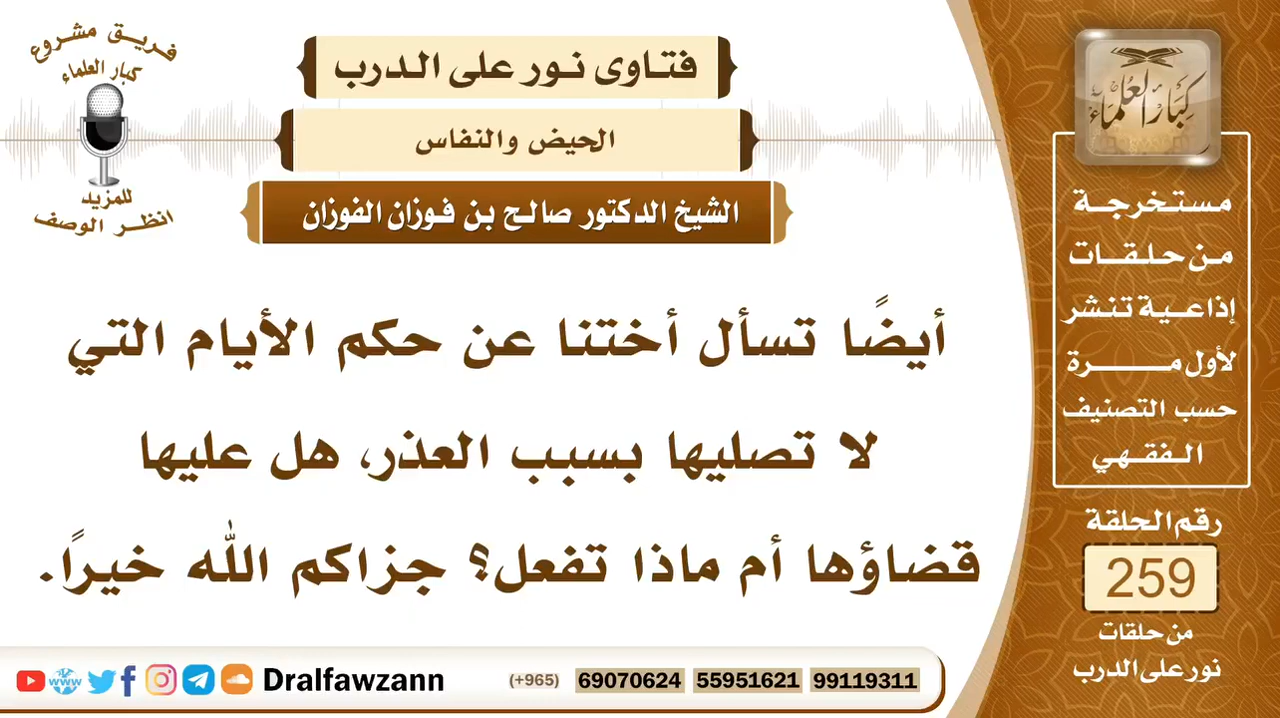 فريق مشروع
كبار العلماء
للمزيد
انظر الوصف
فتاوى نور على الدرب
الحيض والنفاس
الشيخ الدكتور صالح بن فوزان الفوزان
أيضًا تسأل أختنا عن حكم الأيام التي
لا تصليها بسبب العذر، هل عليها
قضاؤها أم ماذا تفعل؟ جزاكم الله خيرًا.
كبار العلماء
مستخرجة
من حلقات
إذاعية تنشر
لأول مرة
حسب التصنيف
الفقهي
رقم الحلقة
259
من حلقات
نور على الدرب
www
Dralfawzann
(+965) 69070624 55951621 99119311